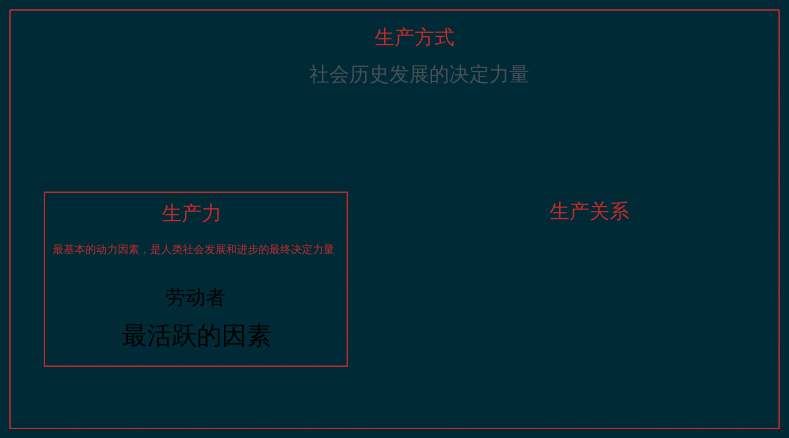 生产方式
社会历史发展的决定力量
生产力
最基本的动力因素，是人类社会发展和进步的最终决定力量
劳动者
最活跃的因素
生产关系